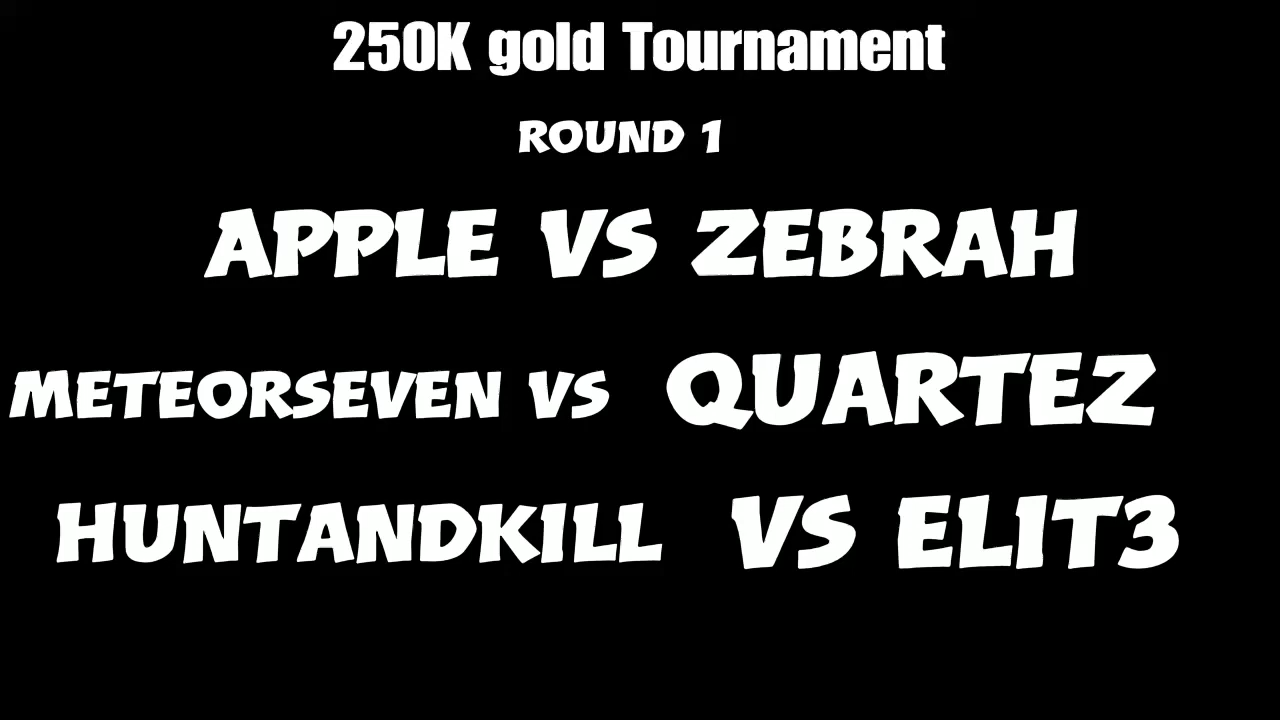 250K gold Tournament
ROUND 1
APPLE VS ZEBRAH
METEORSEVEN VS QUARTEZ
HUNTANDKILL VS ELIT3